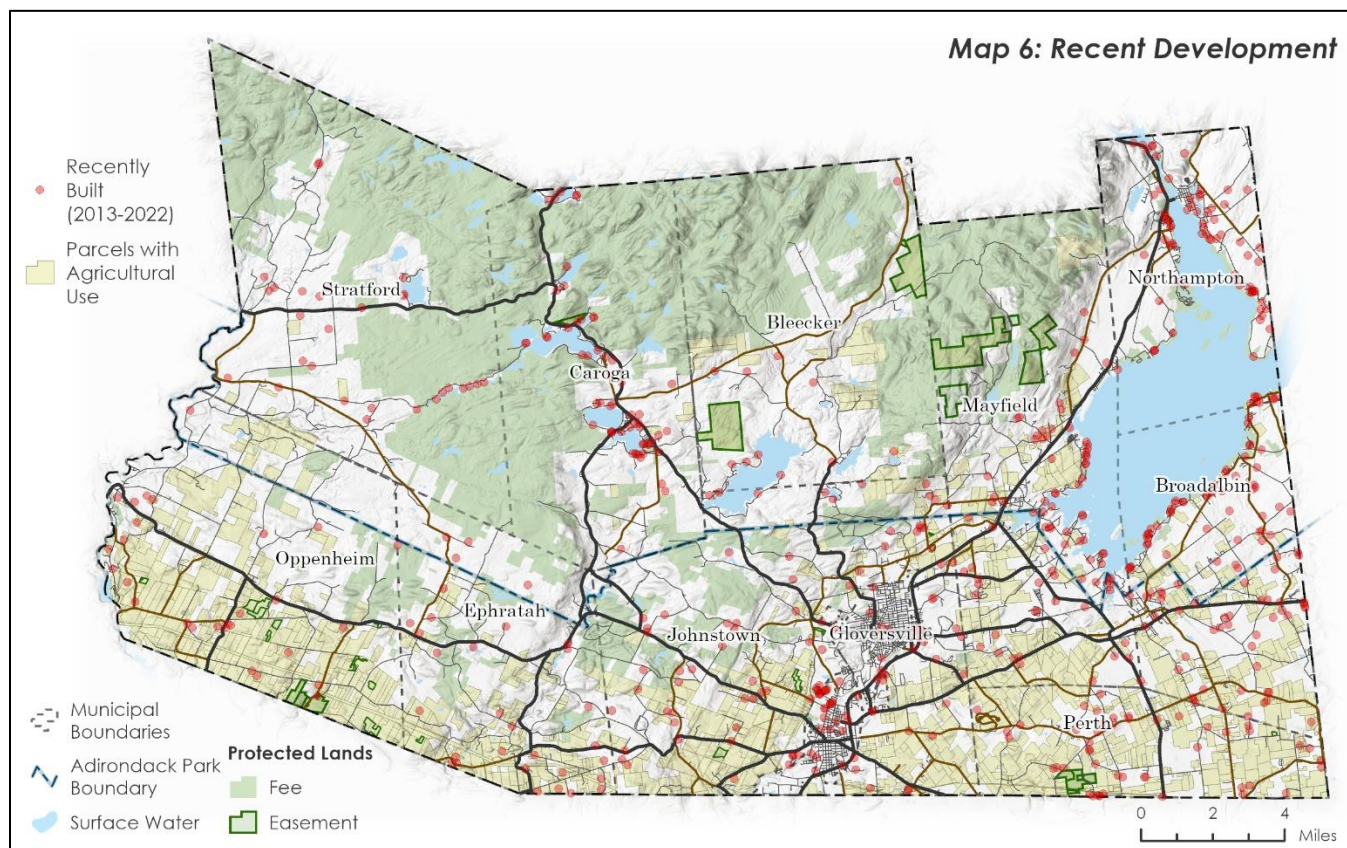 Map 6: Recent Development
Recently
Built
(2013-2022)
Parcels with
Agricultural
Use
Stratford
Bleecker
Northampton
Caroga
Mayfield
Broadalbin
Oppenheim
Ephratah
Johnstown
Gloversville
Perth
Municipal
Boundaries
Adirondack Park
Boundary
Surface Water
Protected Lands
Fee
Easement
0 2 4
Miles